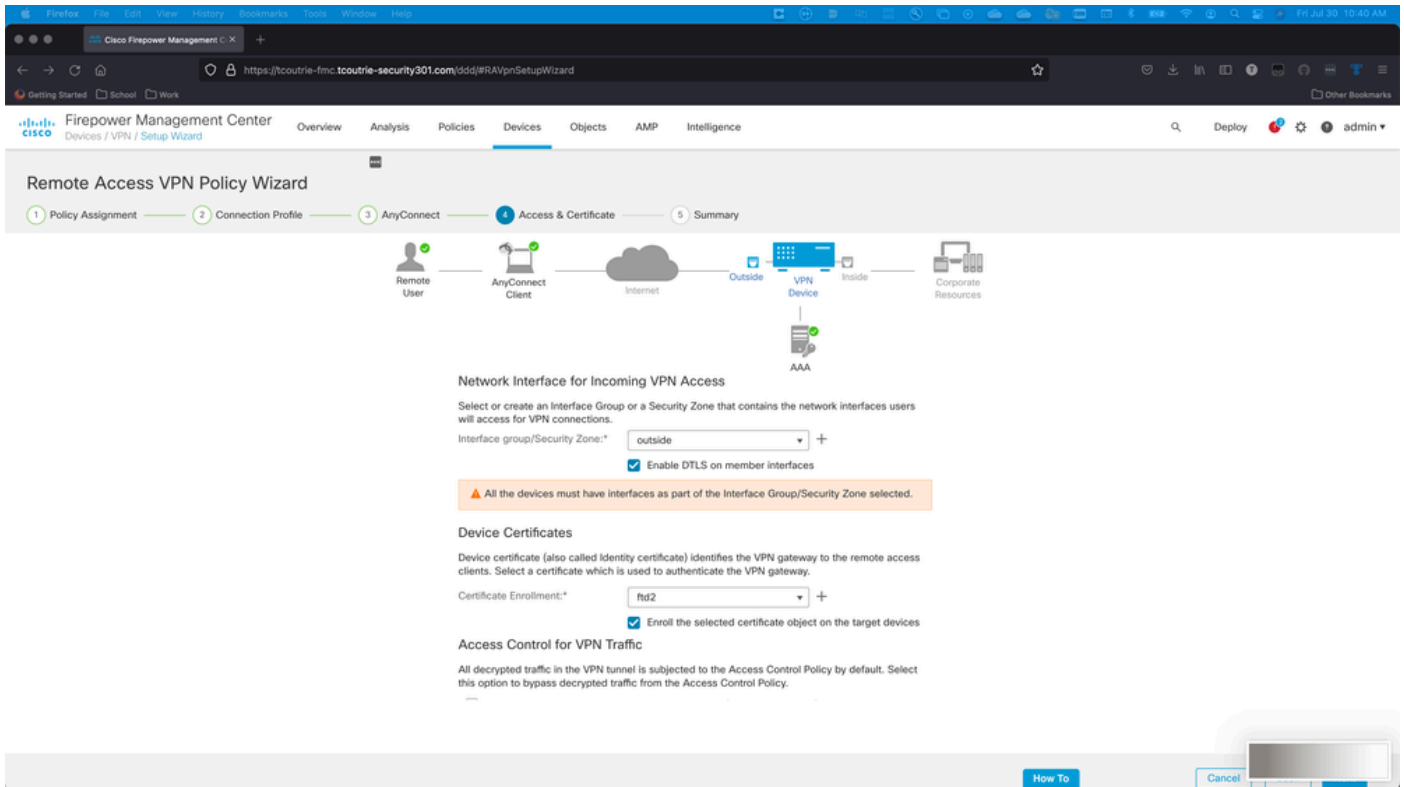 Firefox File Edit View History Bookmarks Tools Window Help Fri Jul 30 10:40 AM
Cisco Firepower Management C
https://tcoutrie-fmc.tcoutrie-security301.com/ddd/#RAVpnSetupWizard
Getting Started School Work Other Bookmarks
CISCO Firepower Management Center Overview Analysis Policies Devices Objects AMP Intelligence Deploy admin
Devices / VPN / Setup Wizard
Remote Access VPN Policy Wizard
1 Policy Assignment 2 Connection Profile 3 AnyConnect 4 Access & Certificate 5 Summary
Remote User
AnyConnect Client
Internet
Outside
VPN Device
Inside
Corporate Resources
AAA
Network Interface for Incoming VPN Access
Select or create an Interface Group or a Security Zone that contains the network interfaces users
will access for VPN connections.
Interface group/Security Zone:* outside
Enable DTLS on member interfaces
All the devices must have interfaces as part of the Interface Group/Security Zone selected.
Device Certificates
Device certificate (also called Identity certificate) identifies the VPN gateway to the remote access
clients. Select a certificate which is used to authenticate the VPN gateway.
Certificate Enrollment:* ftd2
Enroll the selected certificate object on the target devices
Access Control for VPN Traffic
All decrypted traffic in the VPN tunnel is subjected to the Access Control Policy by default. Select
this option to bypass decrypted traffic from the Access Control Policy.
How To Cancel